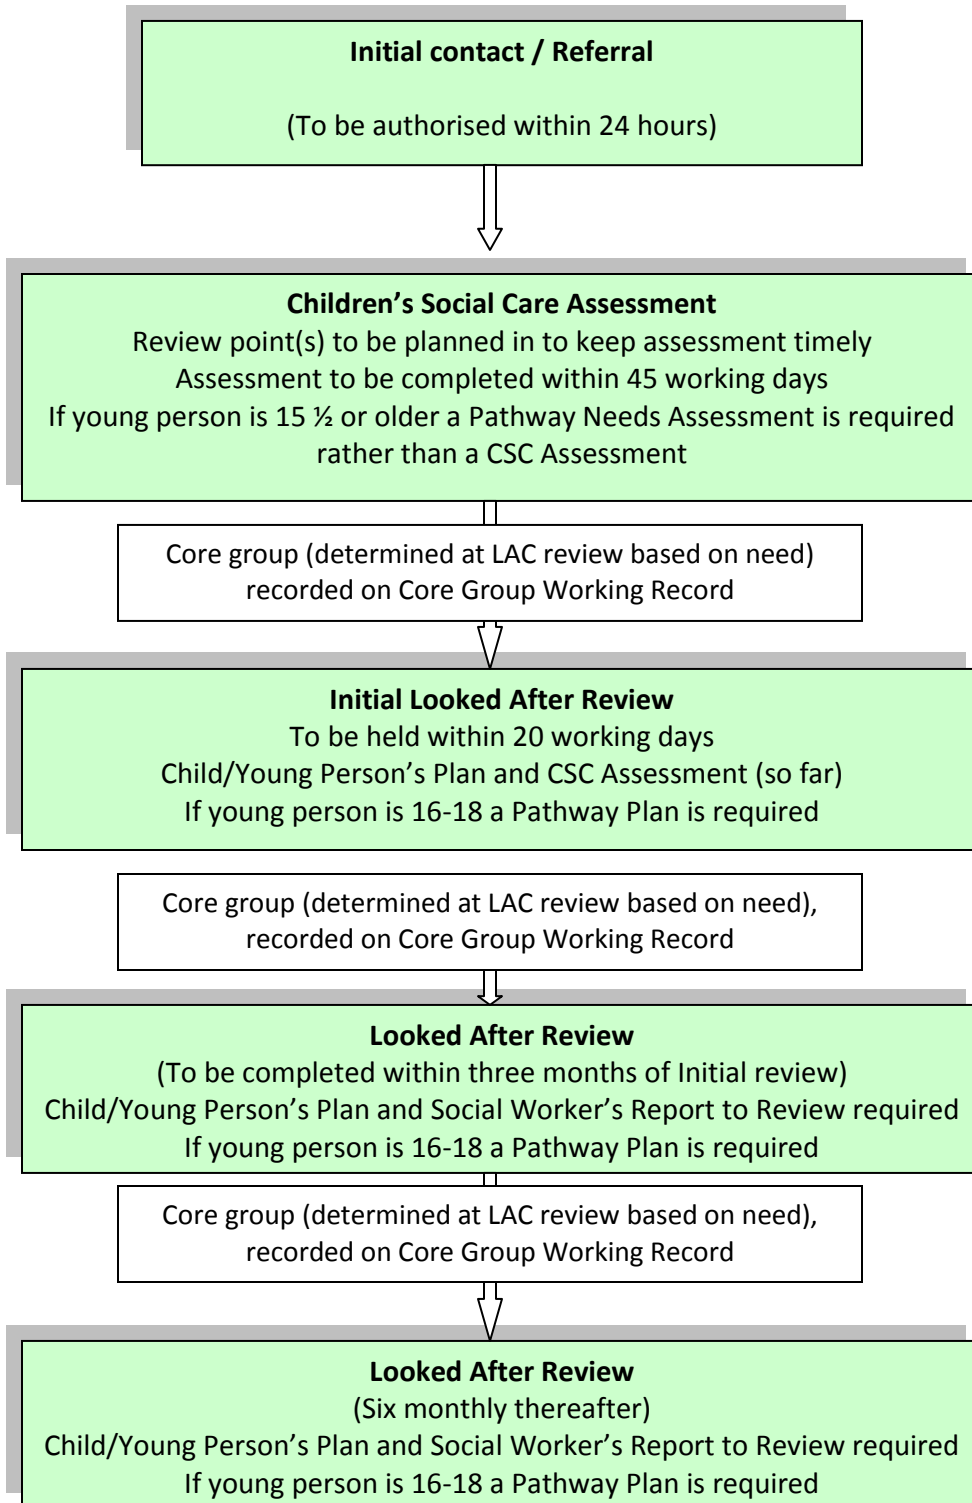 Initial contact / Referral
(To be authorised within 24 hours)
Children’s Social Care Assessment
Review point(s) to be planned in to keep assessment timely
Assessment to be completed within 45 working days
If young person is 15 ½ or older a Pathway Needs Assessment is required
rather than a CSC Assessment
Core group (determined at LAC review based on need)
recorded on Core Group Working Record
Initial Looked After Review
To be held within 20 working days
Child/Young Person’s Plan and CSC Assessment (so far)
If young person is 16-18 a Pathway Plan is required
Core group (determined at LAC review based on need),
recorded on Core Group Working Record
Looked After Review
(To be completed within three months of Initial review)
Child/Young Person’s Plan and Social Worker’s Report to Review required
If young person is 16-18 a Pathway Plan is required
Core group (determined at LAC review based on need),
recorded on Core Group Working Record
Looked After Review
(Six monthly thereafter)
Child/Young Person’s Plan and Social Worker’s Report to Review required
If young person is 16-18 a Pathway Plan is required